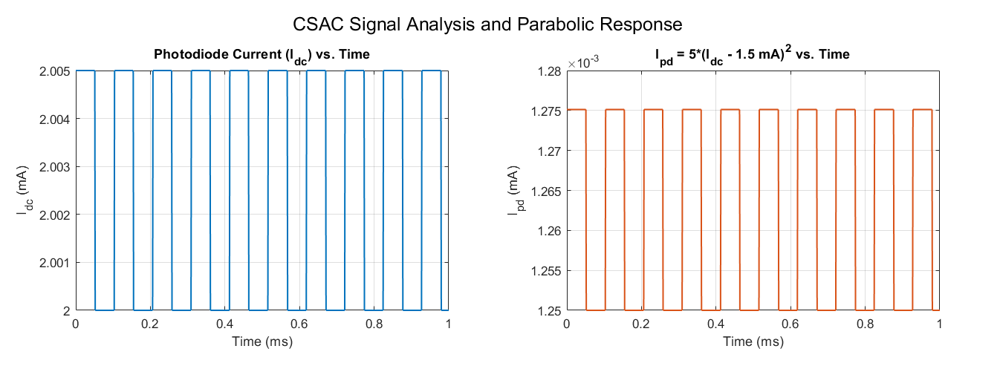 CSAC Signal Analysis and Parabolic Response
Photodiode Current (I_dc) vs. Time
2.005
2.004
2.003
2.002
2.001
2
I_dc (mA)
0 0.2 0.4 0.6 0.8 1
Time (ms)
I_pd = 5*(I_dc - 1.5 mA)^2 vs. Time
×10^-3
1.28
1.275
1.27
1.265
1.26
1.255
1.25
I_pd (mA)
0 0.2 0.4 0.6 0.8 1
Time (ms)